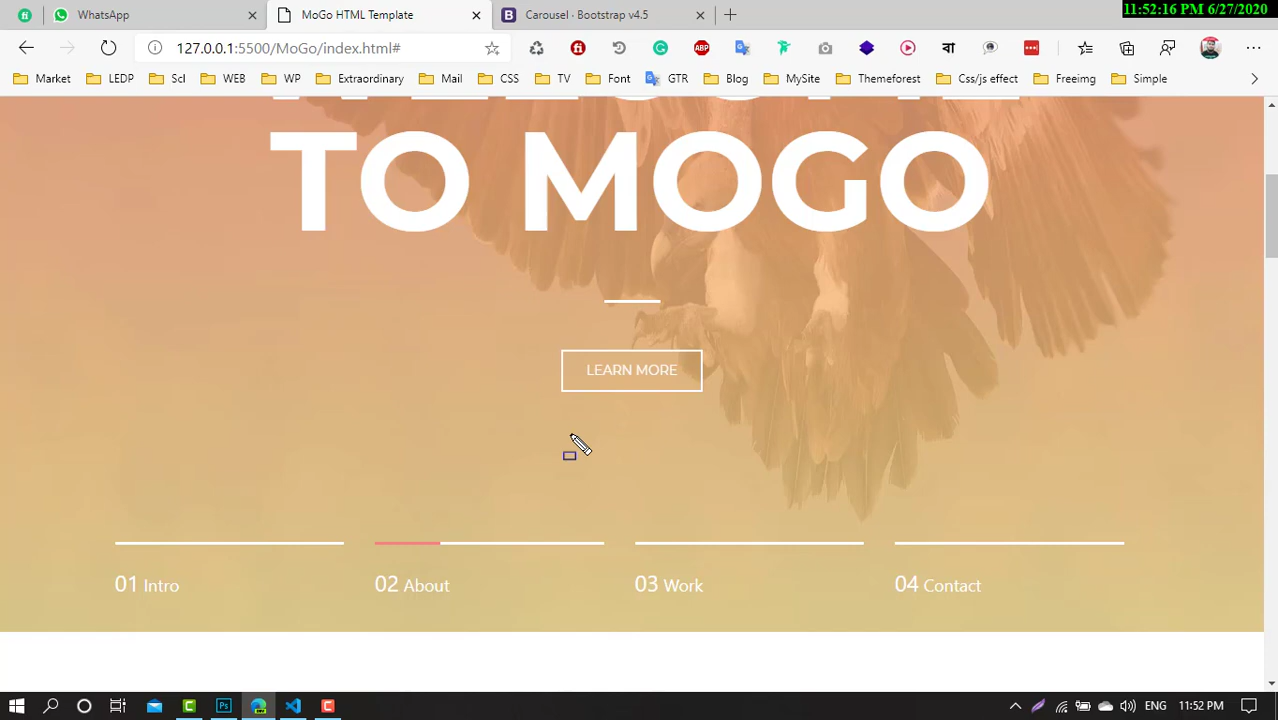 11:52:16 PM 6/27/2020
WhatsApp
MoGo HTML Template
Carousel · Bootstrap v4.5
127.0.0.1:5500/MoGo/index.html#
ABP
বা
Market
LEDP
Scl
WEB
WP
Extraordinary
Mail
CSS
TV
Font
GTR
Blog
MySite
Themeforest
Css/js effect
Freeimg
Simple
TO MOGO
LEARN MORE
01 Intro
02 About
03 Work
04 Contact
ENG
11:52 PM